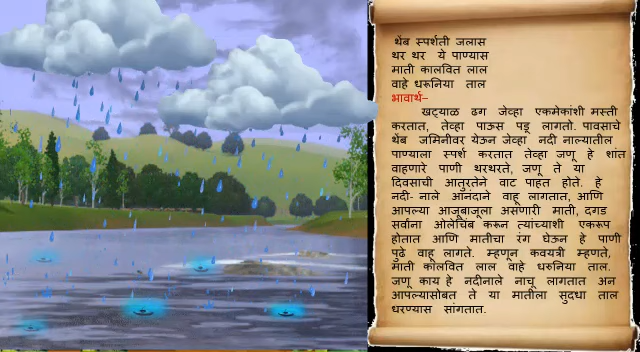 थेंब स्पर्शती जलास
थर थर ये पाण्यास
माती कालवित लाल
वाहे धरूनिया ताल
भावार्थ–
खट्याळ ढग जेव्हा एकमेकांशी मस्ती
करतात, तेव्हा पाऊस पडू लागतो. पावसाचे
थेंब जमिनीवर येऊन जेव्हा नदी नाल्यातील
पाण्याला स्पर्श करतात तेव्हा जणू हे शांत
वाहणारे पाणी थरथरते, जणू ते या
दिवसाची आतुरतेने वाट पाहत होते. हे
नदी- नाले आनंदाने वाहू लागतात, आणि
आपल्या आजूबाजूला असणारी माती, दगड
सर्वांना ओलेचिंब करून त्यांच्याशी एकरूप
होतात आणि मातीचा रंग घेऊन हे पाणी
पुढे वाहू लागते. म्हणून कवयत्री म्हणते,
माती कालवित लाल वाहे धरुनिया ताल.
जणू काय हे नदीनाले नाचू लागतात अन
आपल्यासोबत ते या मातीला सुदधा ताल
धरण्यास सांगतात.